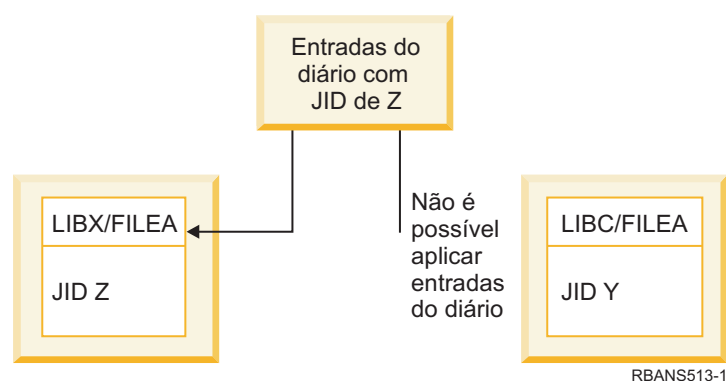 Entradas do
diário com
JID de Z
LIBX/FILEA
JID Z
Não é
possível
aplicar
entradas
do diário
LIBC/FILEA
JID Y
RBANS513-1